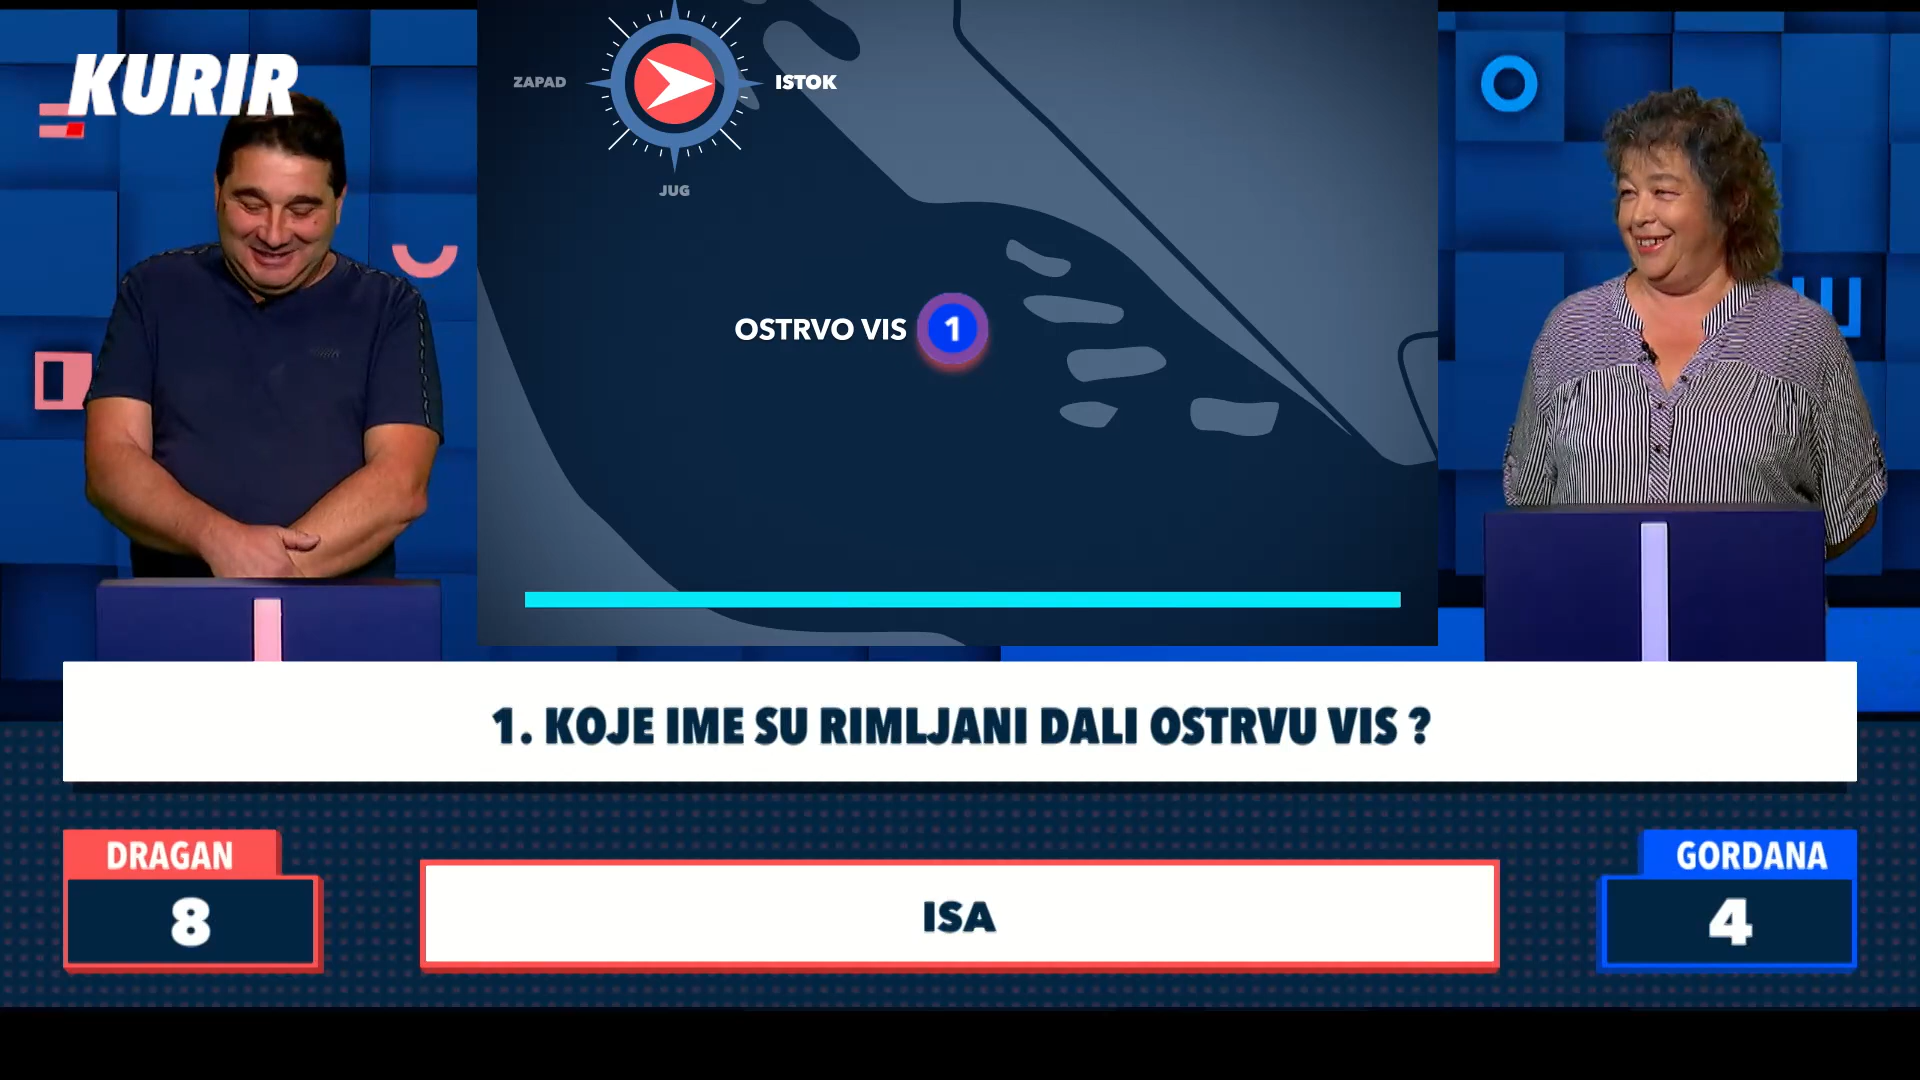 KURIR
ZAPAD
ISTOK
JUG
OSTRVO VIS 1
1. KOJE IME SU RIMLJANI DALI OSTRVU VIS ?
DRAGAN
8
ISA
GORDANA
4